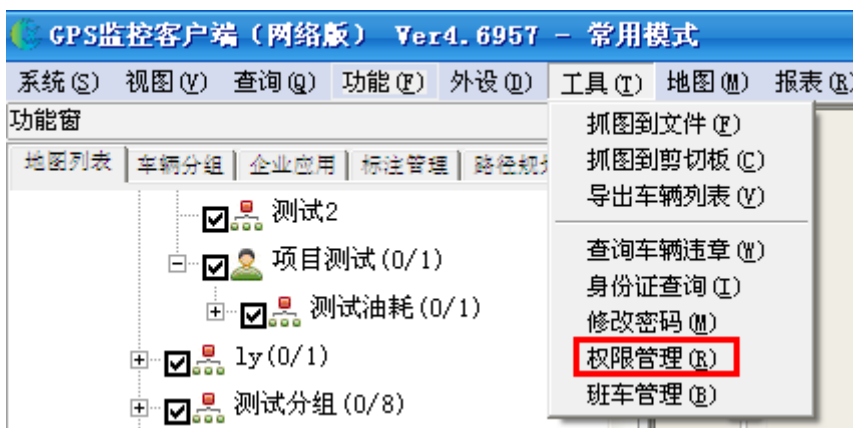 GPS监控客户端（网络版） Ver4.6957 - 常用模式
系统(S) 视图(V) 查询(Q) 功能(F) 外设(D) 工具(T) 地图(M) 报表(R)
功能窗
地图列表 车辆分组 企业应用 标注管理 路径规
测试2
项目测试(0/1)
测试油耗(0/1)
ly(0/1)
测试分组(0/8)
抓图到文件(F)
抓图到剪切板(C)
导出车辆列表(V)
查询车辆违章(W)
身份证查询(I)
修改密码(M)
权限管理(R)
班车管理(B)